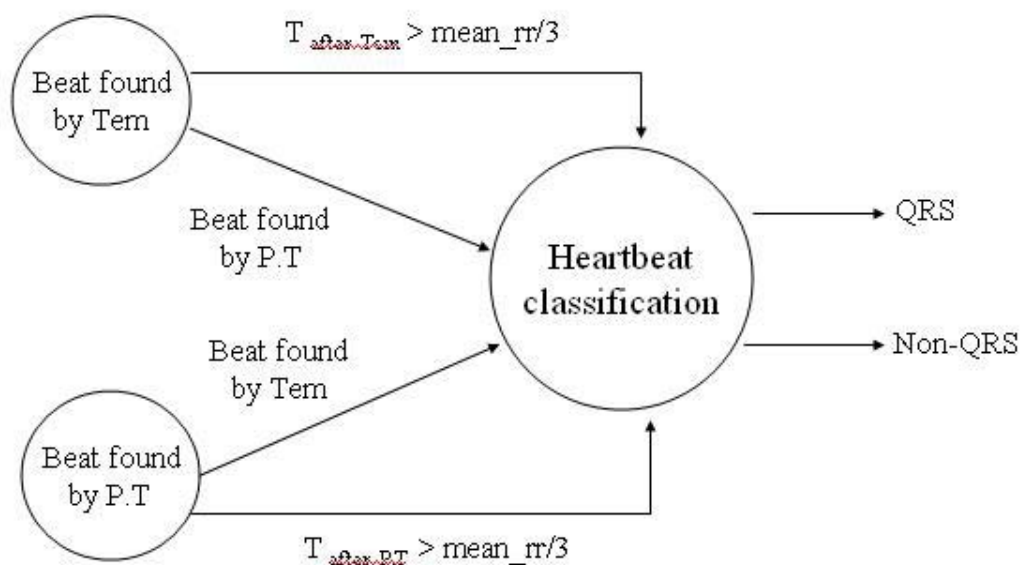 T after_Tem > mean_rr/3
Beat found
by Tem
Beat found
by P.T
QRS
Heartbeat
classification
Non-QRS
Beat found
by Tem
Beat found
by P.T
T after_P.T > mean_rr/3